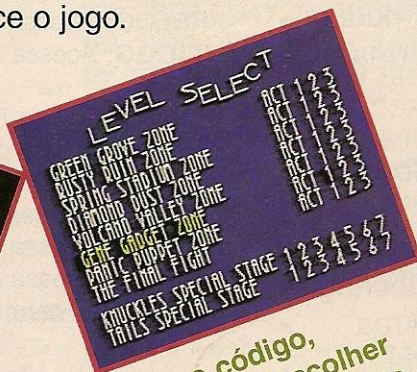 ce o jogo.
LEVEL SELECT
GREEN GROVE ZONE ACT 1 2 3
RUSTY RUIN ZONE ACT 1 2 3
SPRING STADIUM ZONE ACT 1 2 3
DIAMOND DUST ZONE ACT 1 2 3
VOLCANO VALLEY ZONE ACT 1 2 3
GENE GADGET ZONE ACT 1 2 3
PANIC PUPPET ZONE ACT 1 2 3
THE FINAL FIGHT
KNUCKLES SPECIAL STAGE 1 2 3 4 5 6 7
TAILS SPECIAL STAGE 1 2 3 4 5 6 7
código,